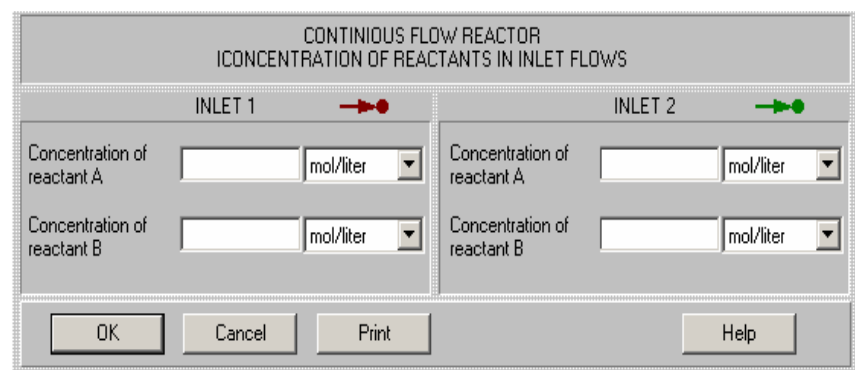 CONTINIOUS FLOW REACTOR
ICONCENTRATION OF REACTANTS IN INLET FLOWS
INLET 1
Concentration of
reactant A
mol/liter
Concentration of
reactant B
mol/liter
INLET 2
Concentration of
reactant A
mol/liter
Concentration of
reactant B
mol/liter
OK
Cancel
Print
Help